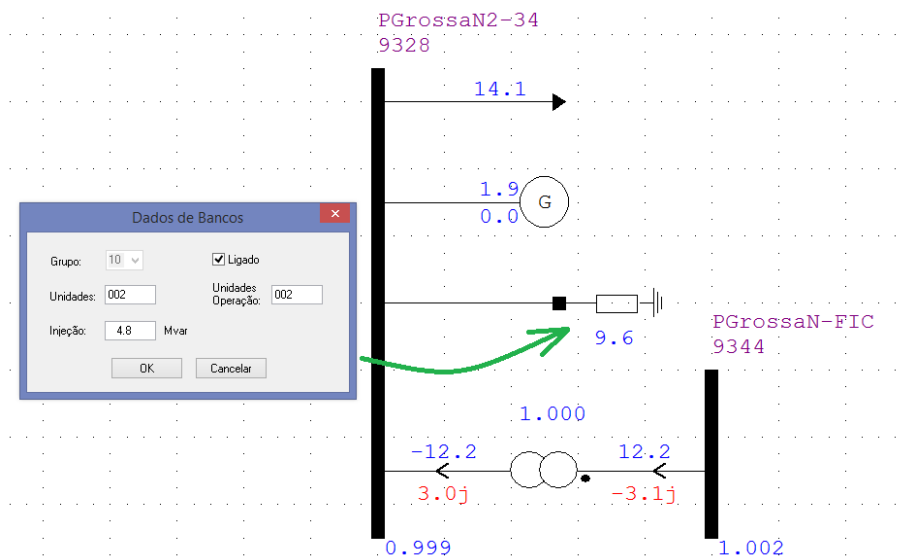 PGrossaN2-34
9328
14.1
1.9
G
0.0
Dados de Bancos
x
Grupo: 10
Ligado
Unidades: 002
Unidades Operação: 002
Injeção: 4.8 Mvar
OK
Cancelar
9.6
PGrossaN-FIC
9344
1.000
-12.2
12.2
3.0j
-3.1j
0.999
1.002